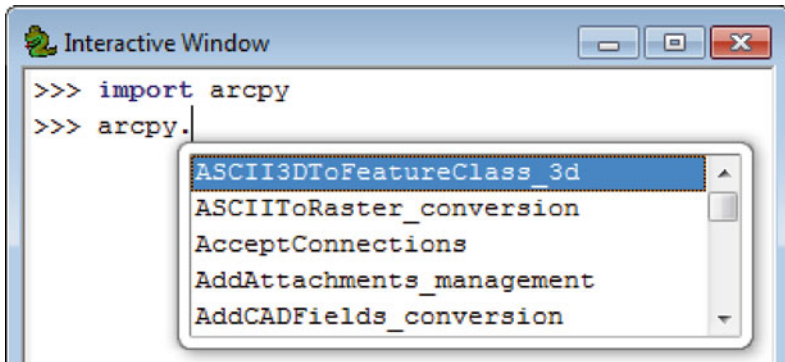 Interactive Window
>>> import arcpy
>>> arcpy.
ASCII3DToFeatureClass_3d
ASCIIToRaster_conversion
AcceptConnections
AddAttachments_management
AddCADFields_conversion